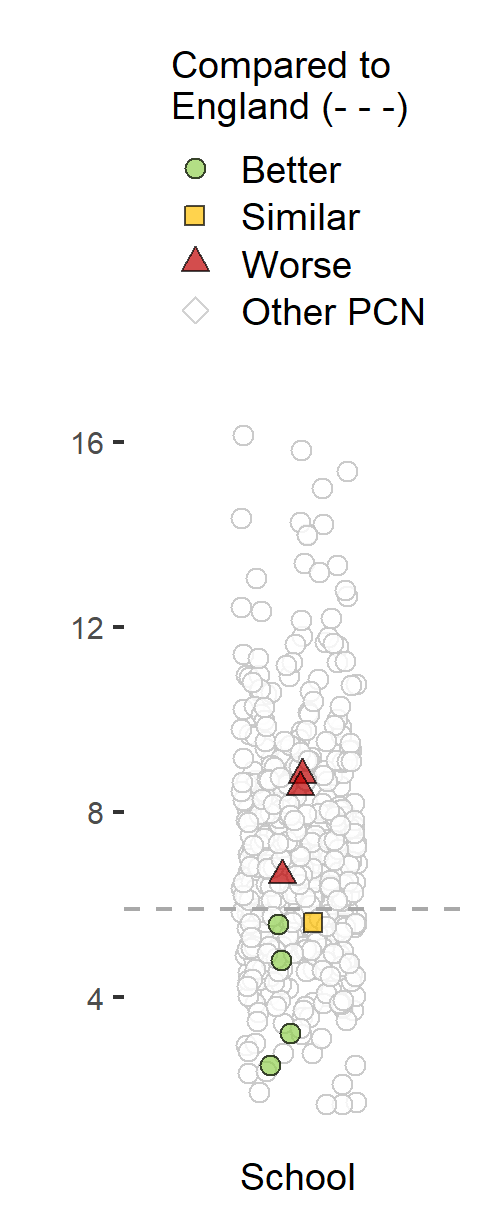 Compared to
England (- - -)
Better
Similar
Worse
Other PCN
16
12
8
4
School